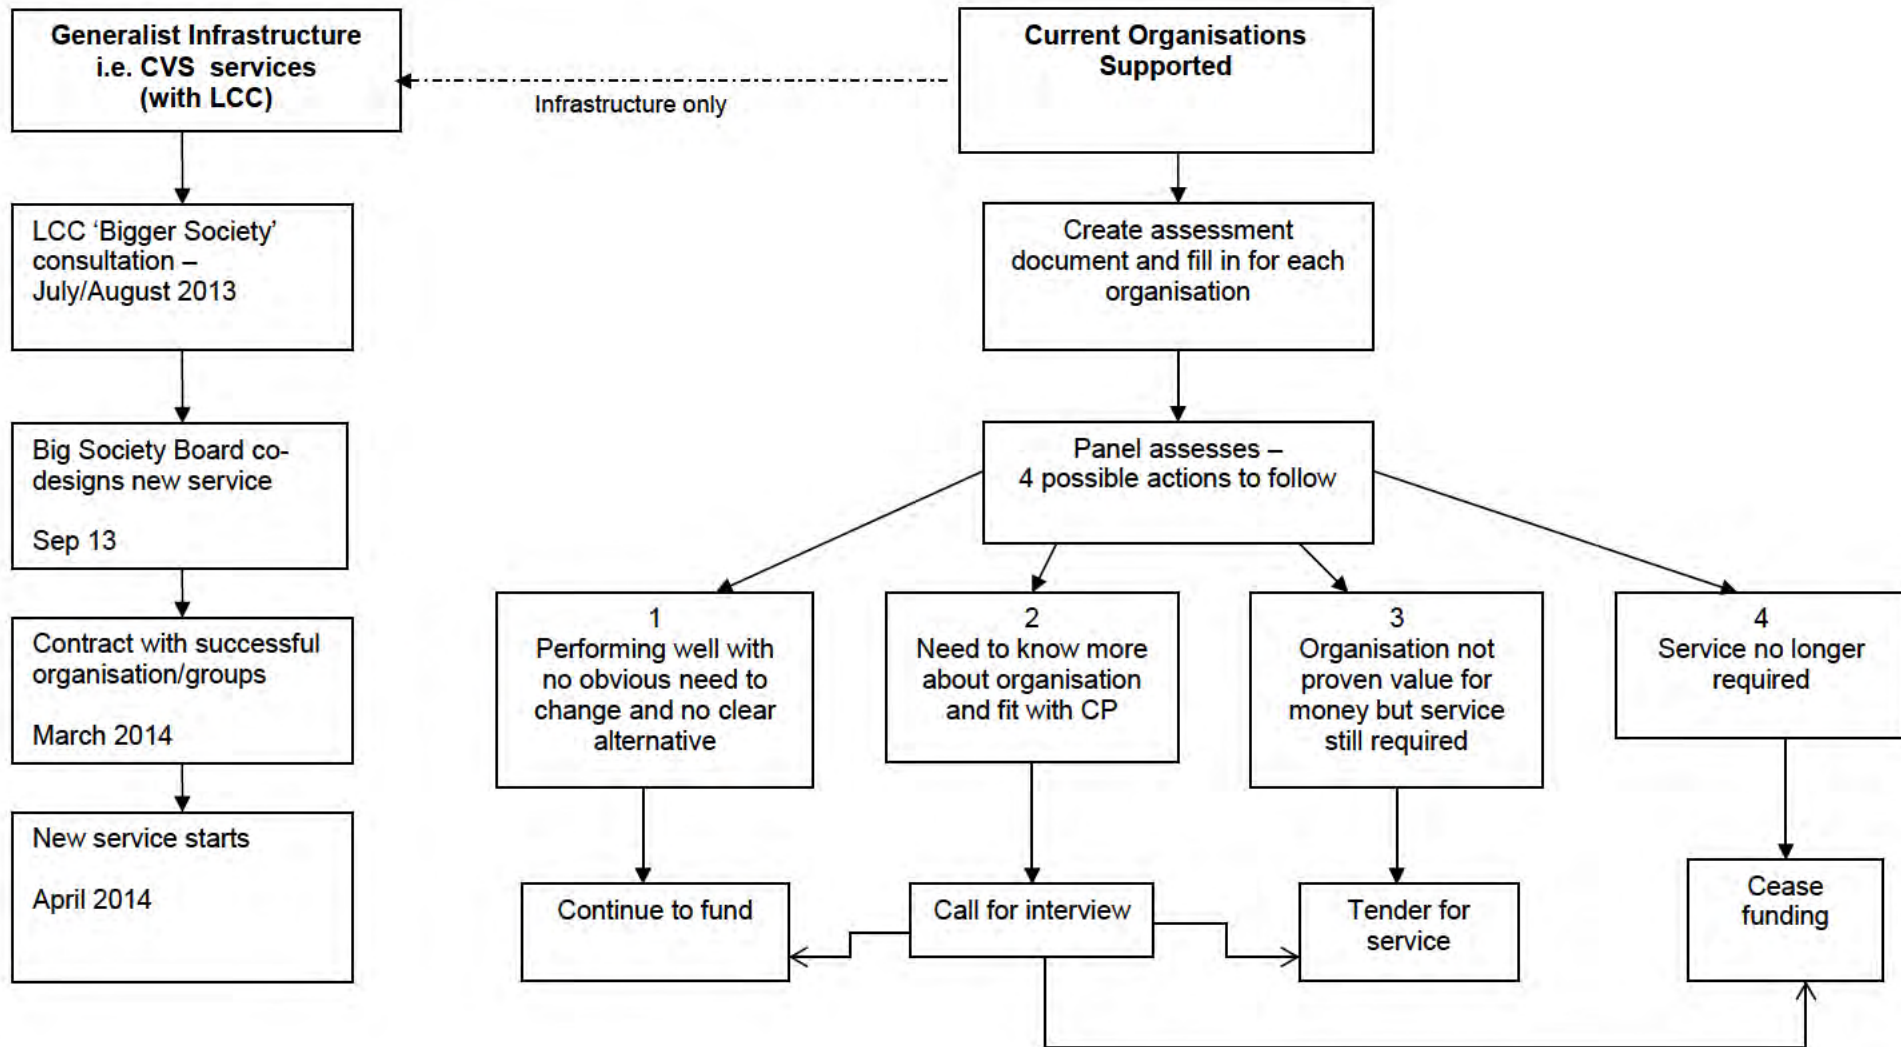 Generalist Infrastructure
i.e. CVS services
(with LCC)
Infrastructure only
Current Organisations
Supported
LCC ‘Bigger Society’
consultation –
July/August 2013
Big Society Board co-
designs new service
Sep 13
Contract with successful
organisation/groups
March 2014
New service starts
April 2014
Create assessment
document and fill in for each
organisation
Panel assesses –
4 possible actions to follow
1
Performing well with
no obvious need to
change and no clear
alternative
2
Need to know more
about organisation
and fit with CP
3
Organisation not
proven value for
money but service
still required
4
Service no longer
required
Continue to fund
Call for interview
Tender for
service
Cease
funding